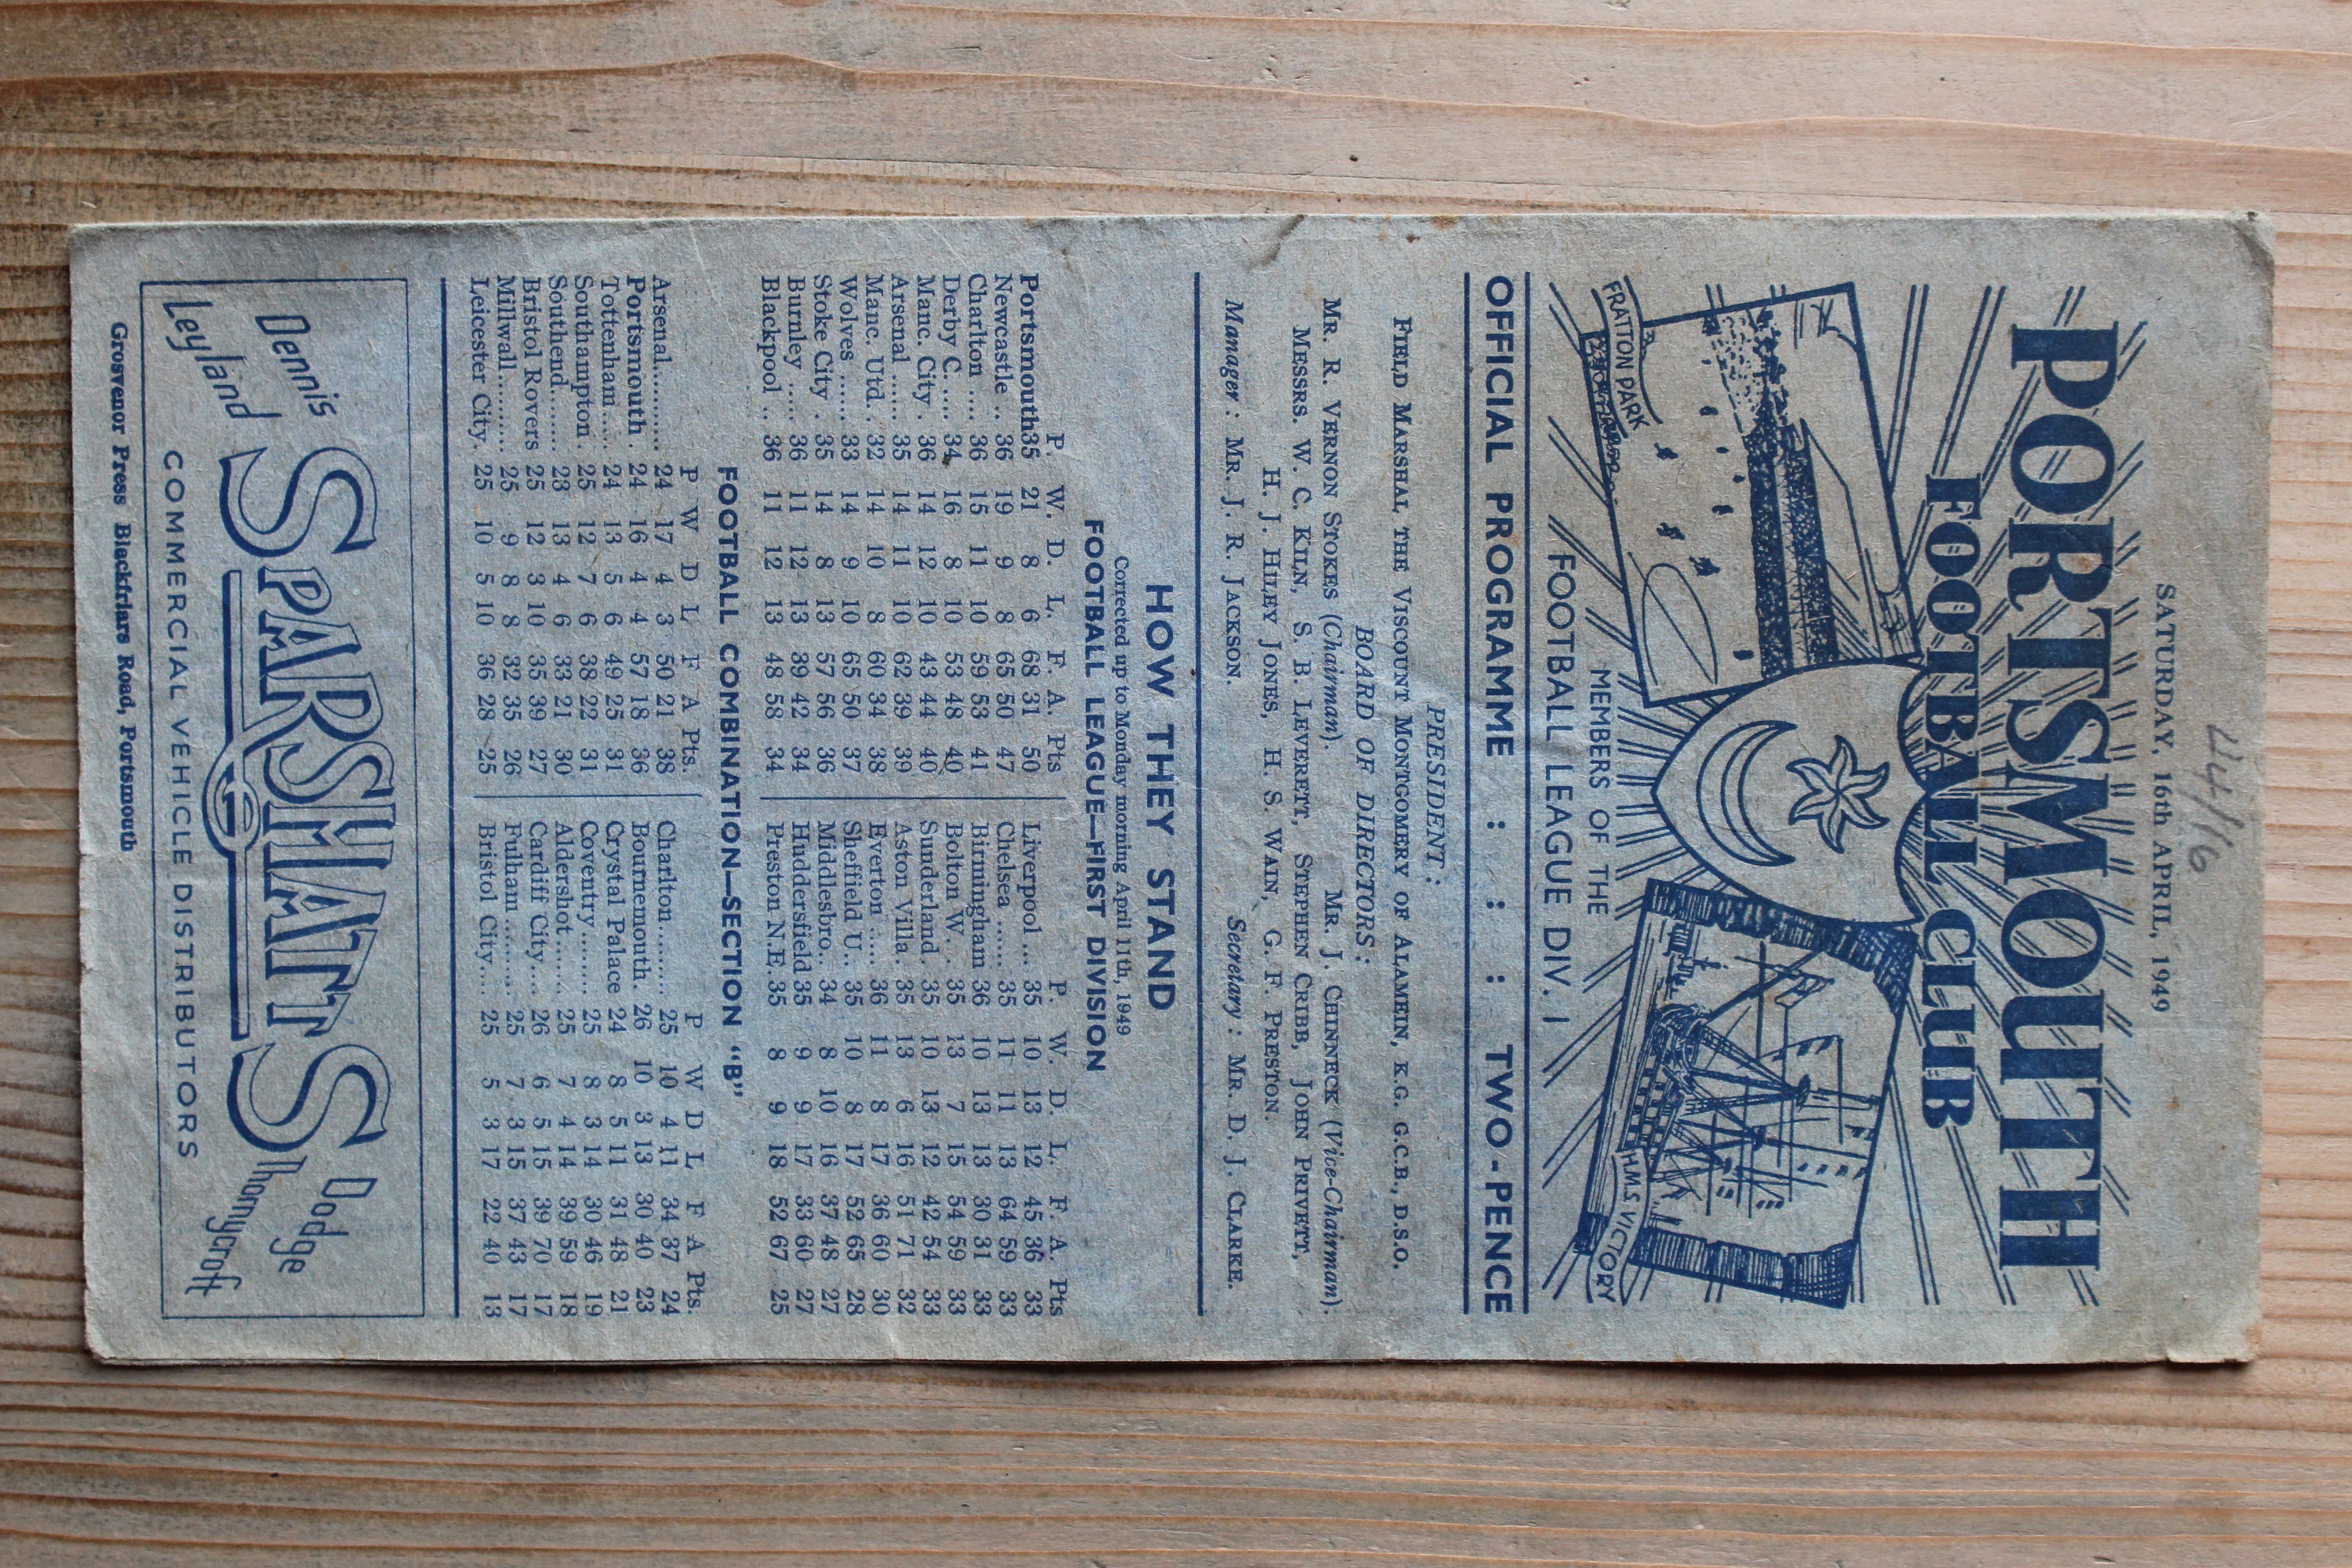 44/16
SATURDAY, 16th APRIL, 1949
PORTSMOUTH
FOOTBALL CLUB
FRATTON PARK
H.M.S. VICTORY
MEMBERS OF THE
FOOTBALL LEAGUE DIV. 1
OFFICIAL PROGRAMME : : : TWO-PENCE
PRESIDENT:
FIELD MARSHAL THE VISCOUNT MONTGOMERY OF ALAMEIN, K.G. G.C.B., D.S.O.
BOARD OF DIRECTORS:
MR. R. VERNON STOKES (Chairman). MR. J. CHINNECK (Vice-Chairman).
MESSRS. W. C. KILN, S. B. LEVERETT, STEPHEN CRIBB, JOHN PRIVETT,
H. J. HILEY JONES, H. S. WAIN, G. F. PRESTON.
Manager: MR. J. R. JACKSON. Secretary: MR. D. J. CLARKE.
HOW THEY STAND
Corrected up to Monday morning April 11th, 1949
FOOTBALL LEAGUE—FIRST DIVISION
P. W. D. L. F. A. Pts P. W. D. L. F. A. Pts
Portsmouth 35 21 8 6 68 31 50 Liverpool ... 35 10 13 12 45 36 33
Newcastle .. 36 19 9 8 65 50 47 Chelsea ...... 35 11 11 13 64 59 33
Charlton .... 36 15 11 10 59 53 41 Birmingham 36 10 13 13 30 31 33
Derby C. .... 34 16 8 10 53 48 40 Bolton W. . 35 13 7 15 54 59 33
Manc. City . 36 14 12 10 43 44 40 Sunderland . 35 10 13 12 42 54 33
Arsenal ...... 35 14 11 10 62 39 39 Aston Villa. 35 13 6 16 51 71 32
Manc. Utd. . 32 14 10 8 60 34 38 Everton ..... 36 11 8 17 36 60 30
Wolves ....... 33 14 9 10 65 50 37 Sheffield U.. 35 10 8 17 52 65 28
Stoke City . 35 14 8 13 57 56 36 Middlesbro.. 34 8 10 16 37 48 27
Burnley ..... 36 11 12 13 39 42 34 Huddersfield 35 9 9 17 33 60 27
Blackpool .. 36 11 12 13 48 58 34 Preston N.E. 35 8 9 18 52 67 25
FOOTBALL COMBINATION—SECTION "B"
P W D L F A Pts. P W D L F A Pts.
Arsenal........... 24 17 4 3 50 21 38 Charlton......... 25 10 4 11 34 37 24
Portsmouth . 24 16 4 4 57 18 36 Bournemouth. 26 10 3 13 30 40 23
Tottenham ..... 24 13 5 6 49 25 31 Crystal Palace 24 8 5 11 31 48 21
Southampton . 25 12 7 6 38 22 31 Coventry........ 25 8 3 14 30 46 19
Southend........ 23 13 4 6 33 21 30 Aldershot........ 25 7 4 14 39 59 18
Bristol Rovers 25 12 3 10 35 39 27 Cardiff City.... 26 6 5 15 39 70 17
Millwall.......... 25 9 8 8 32 35 26 Fulham.......... 25 7 3 15 37 43 17
Leicester City. 25 10 5 10 36 28 25 Bristol City..... 25 5 3 17 22 40 13
Dennis Dodge
SPARSHATTS
Leyland Thornycroft
COMMERCIAL VEHICLE DISTRIBUTORS
Grosvenor Press Blackfriars Road, Portsmouth